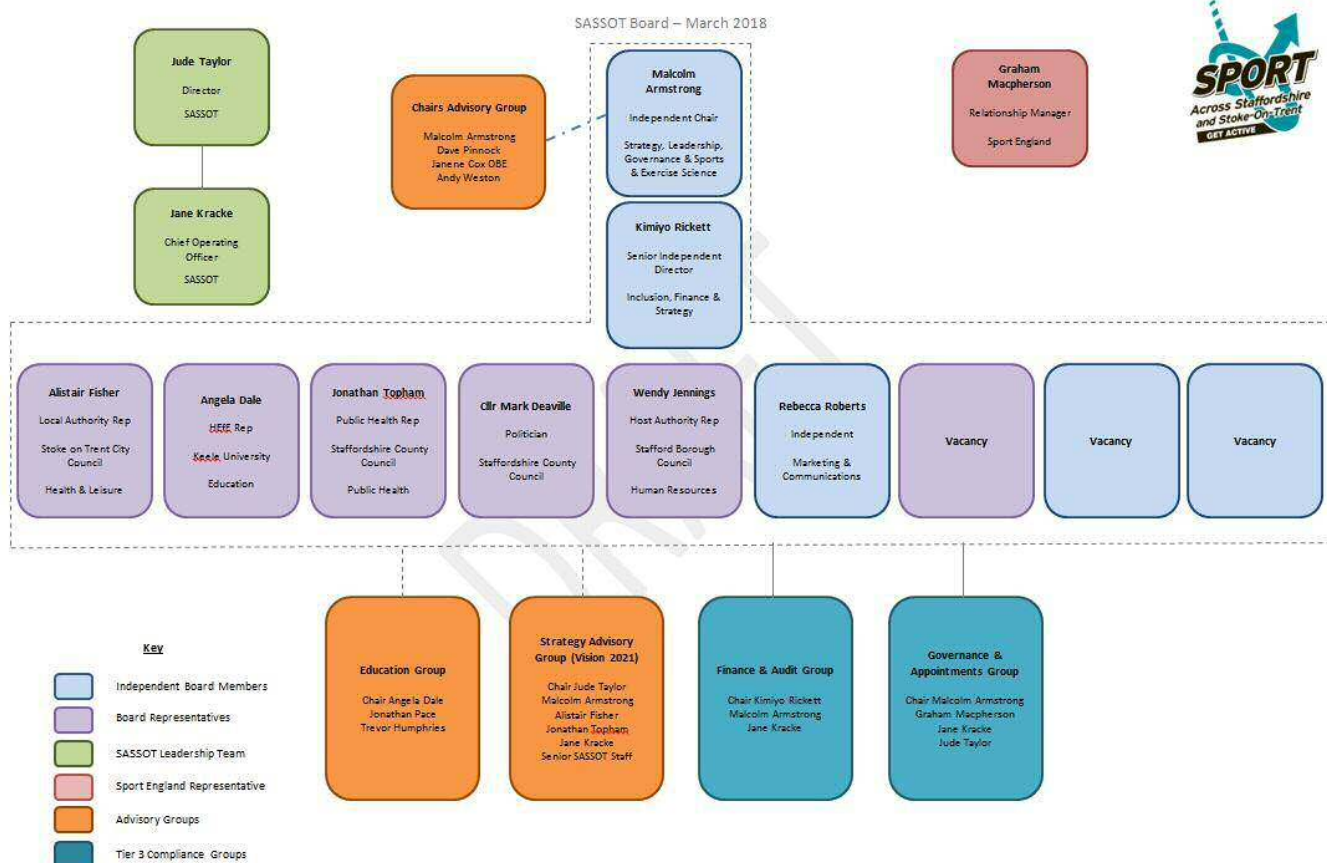 SASSOT Board – March 2018
Jude Taylor
Director
SASSOT
Jane Kracke
Chief Operating
Officer
SASSOT
Chairs Advisory Group
Malcolm Armstrong
Dave Pinnock
Janene Cox OBE
Andy Weston
Malcolm
Armstrong
Independent Chair
Strategy, Leadership,
Governance & Sports
& Exercise Science
Kimiyo Rickett
Senior Independent
Director
Inclusion, Finance &
Strategy
Graham
Macpherson
Relationship Manager
Sport England
SPORT
Across Staffordshire
and Stoke-On-Trent
GET ACTIVE
Alistair Fisher
Local Authority Rep
Stoke on Trent City
Council
Health & Leisure
Angela Dale
HEFE Rep
Keele University
Education
Jonathan Topham
Public Health Rep
Staffordshire County
Council
Public Health
Cllr Mark Deaville
Politician
Staffordshire County
Council
Wendy Jennings
Host Authority Rep
Stafford Borough
Council
Human Resources
Rebecca Roberts
Independent
Marketing &
Communications
Vacancy
Vacancy
Vacancy
DRAFT
Education Group
Chair Angela Dale
Jonathan Pace
Trevor Humphries
Strategy Advisory
Group (Vision 2021)
Chair Jude Taylor
Malcolm Armstrong
Alistair Fisher
Jonathan Topham
Jane Kracke
Senior SASSOT Staff
Finance & Audit Group
Chair Kimiyo Rickett
Malcolm Armstrong
Jane Kracke
Governance &
Appointments Group
Chair Malcolm Armstrong
Graham Macpherson
Jane Kracke
Jude Taylor
Key
Independent Board Members
Board Representatives
SASSOT Leadership Team
Sport England Representative
Advisory Groups
Tier 3 Compliance Groups